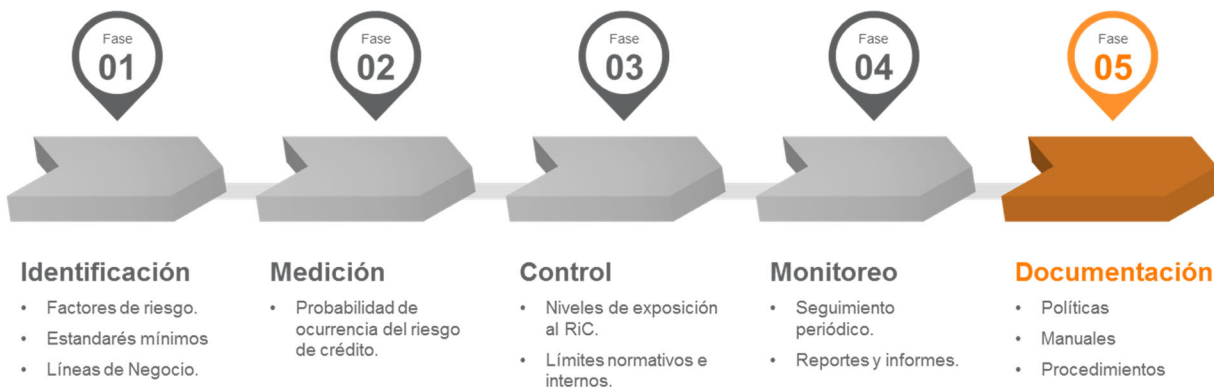 Fase
01
Fase
02
Fase
03
Fase
04
Fase
05
Identificación
• Factores de riesgo.
• Estandarés mínimos
• Líneas de Negocio.
Medición
• Probabilidad de
ocurrencia del riesgo
de crédito.
Control
• Niveles de exposición
al RiC.
• Límites normativos e
internos.
Monitoreo
• Seguimiento
periódico.
• Reportes y informes.
Documentación
• Políticas
• Manuales
• Procedimientos